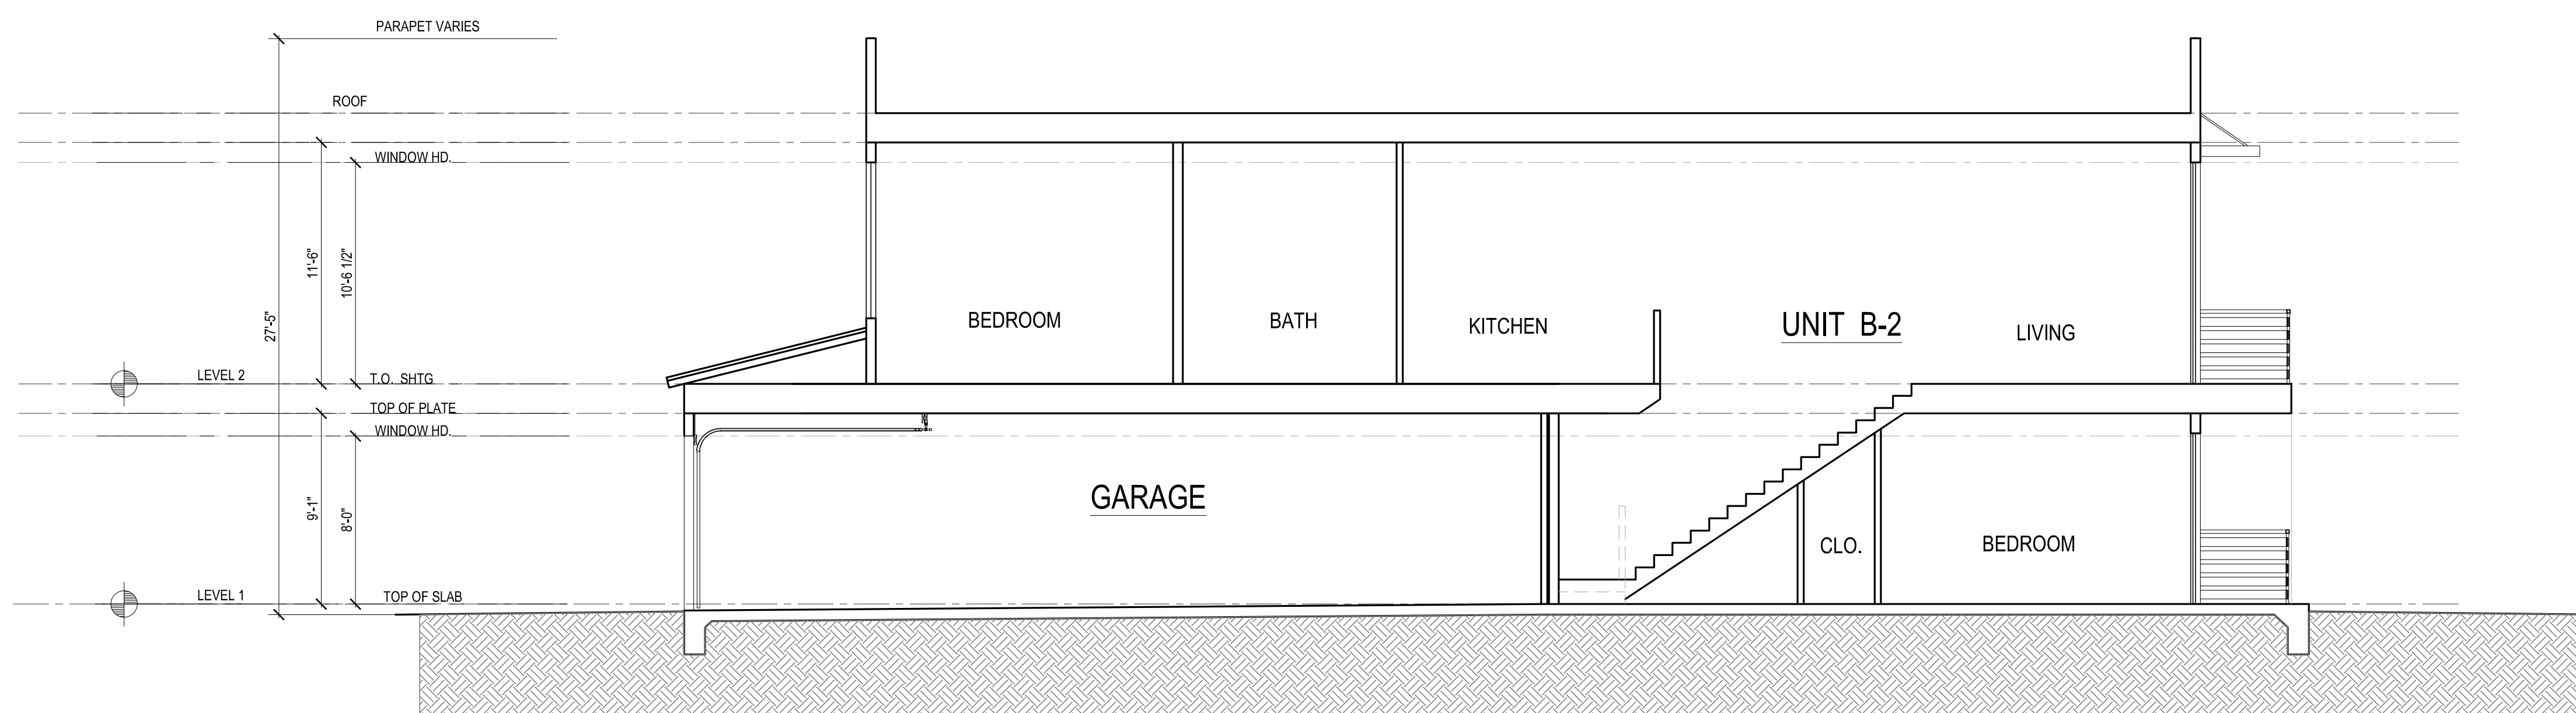 PARAPET VARIES
ROOF
WINDOW HD.
11'-6"
10'-6 1/2"
27'-5"
BEDROOM
BATH
KITCHEN
UNIT B-2
LIVING
LEVEL 2
T.O. SHTG
TOP OF PLATE
WINDOW HD.
9'-1"
8'-0"
GARAGE
CLO.
BEDROOM
LEVEL 1
TOP OF SLAB